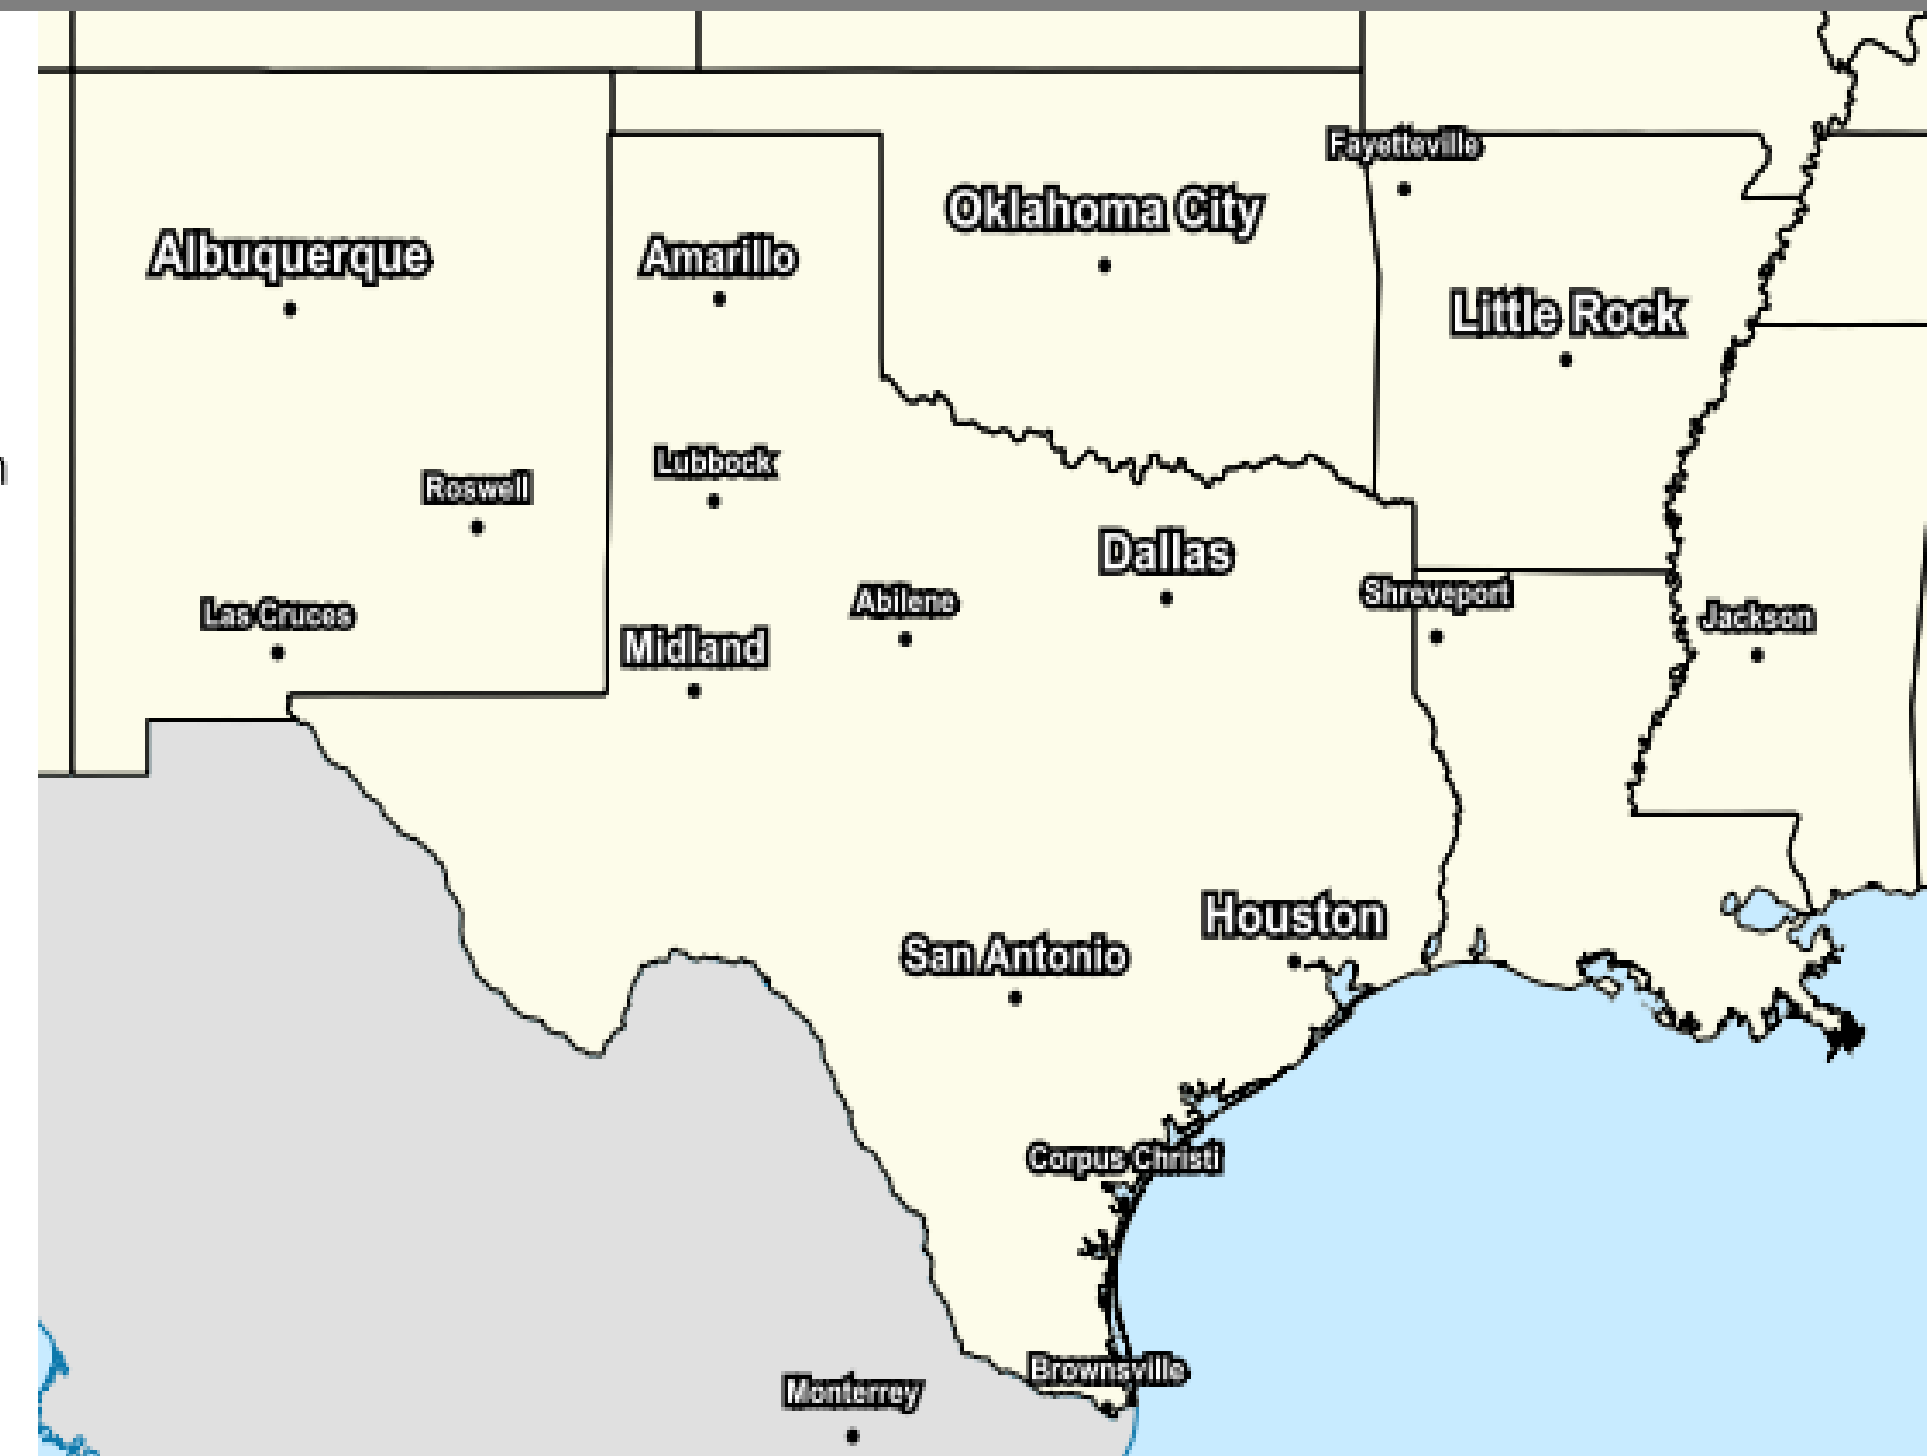 Fayetteville
Oklahoma City
Albuquerque
Amarillo
Little Rock
Lubbock
Roswell
Dallas
Shreveport
Abilene
Las Cruces
Jackson
Midland
Houston
San Antonio
Corpus Christi
Brownsville
Monterrey